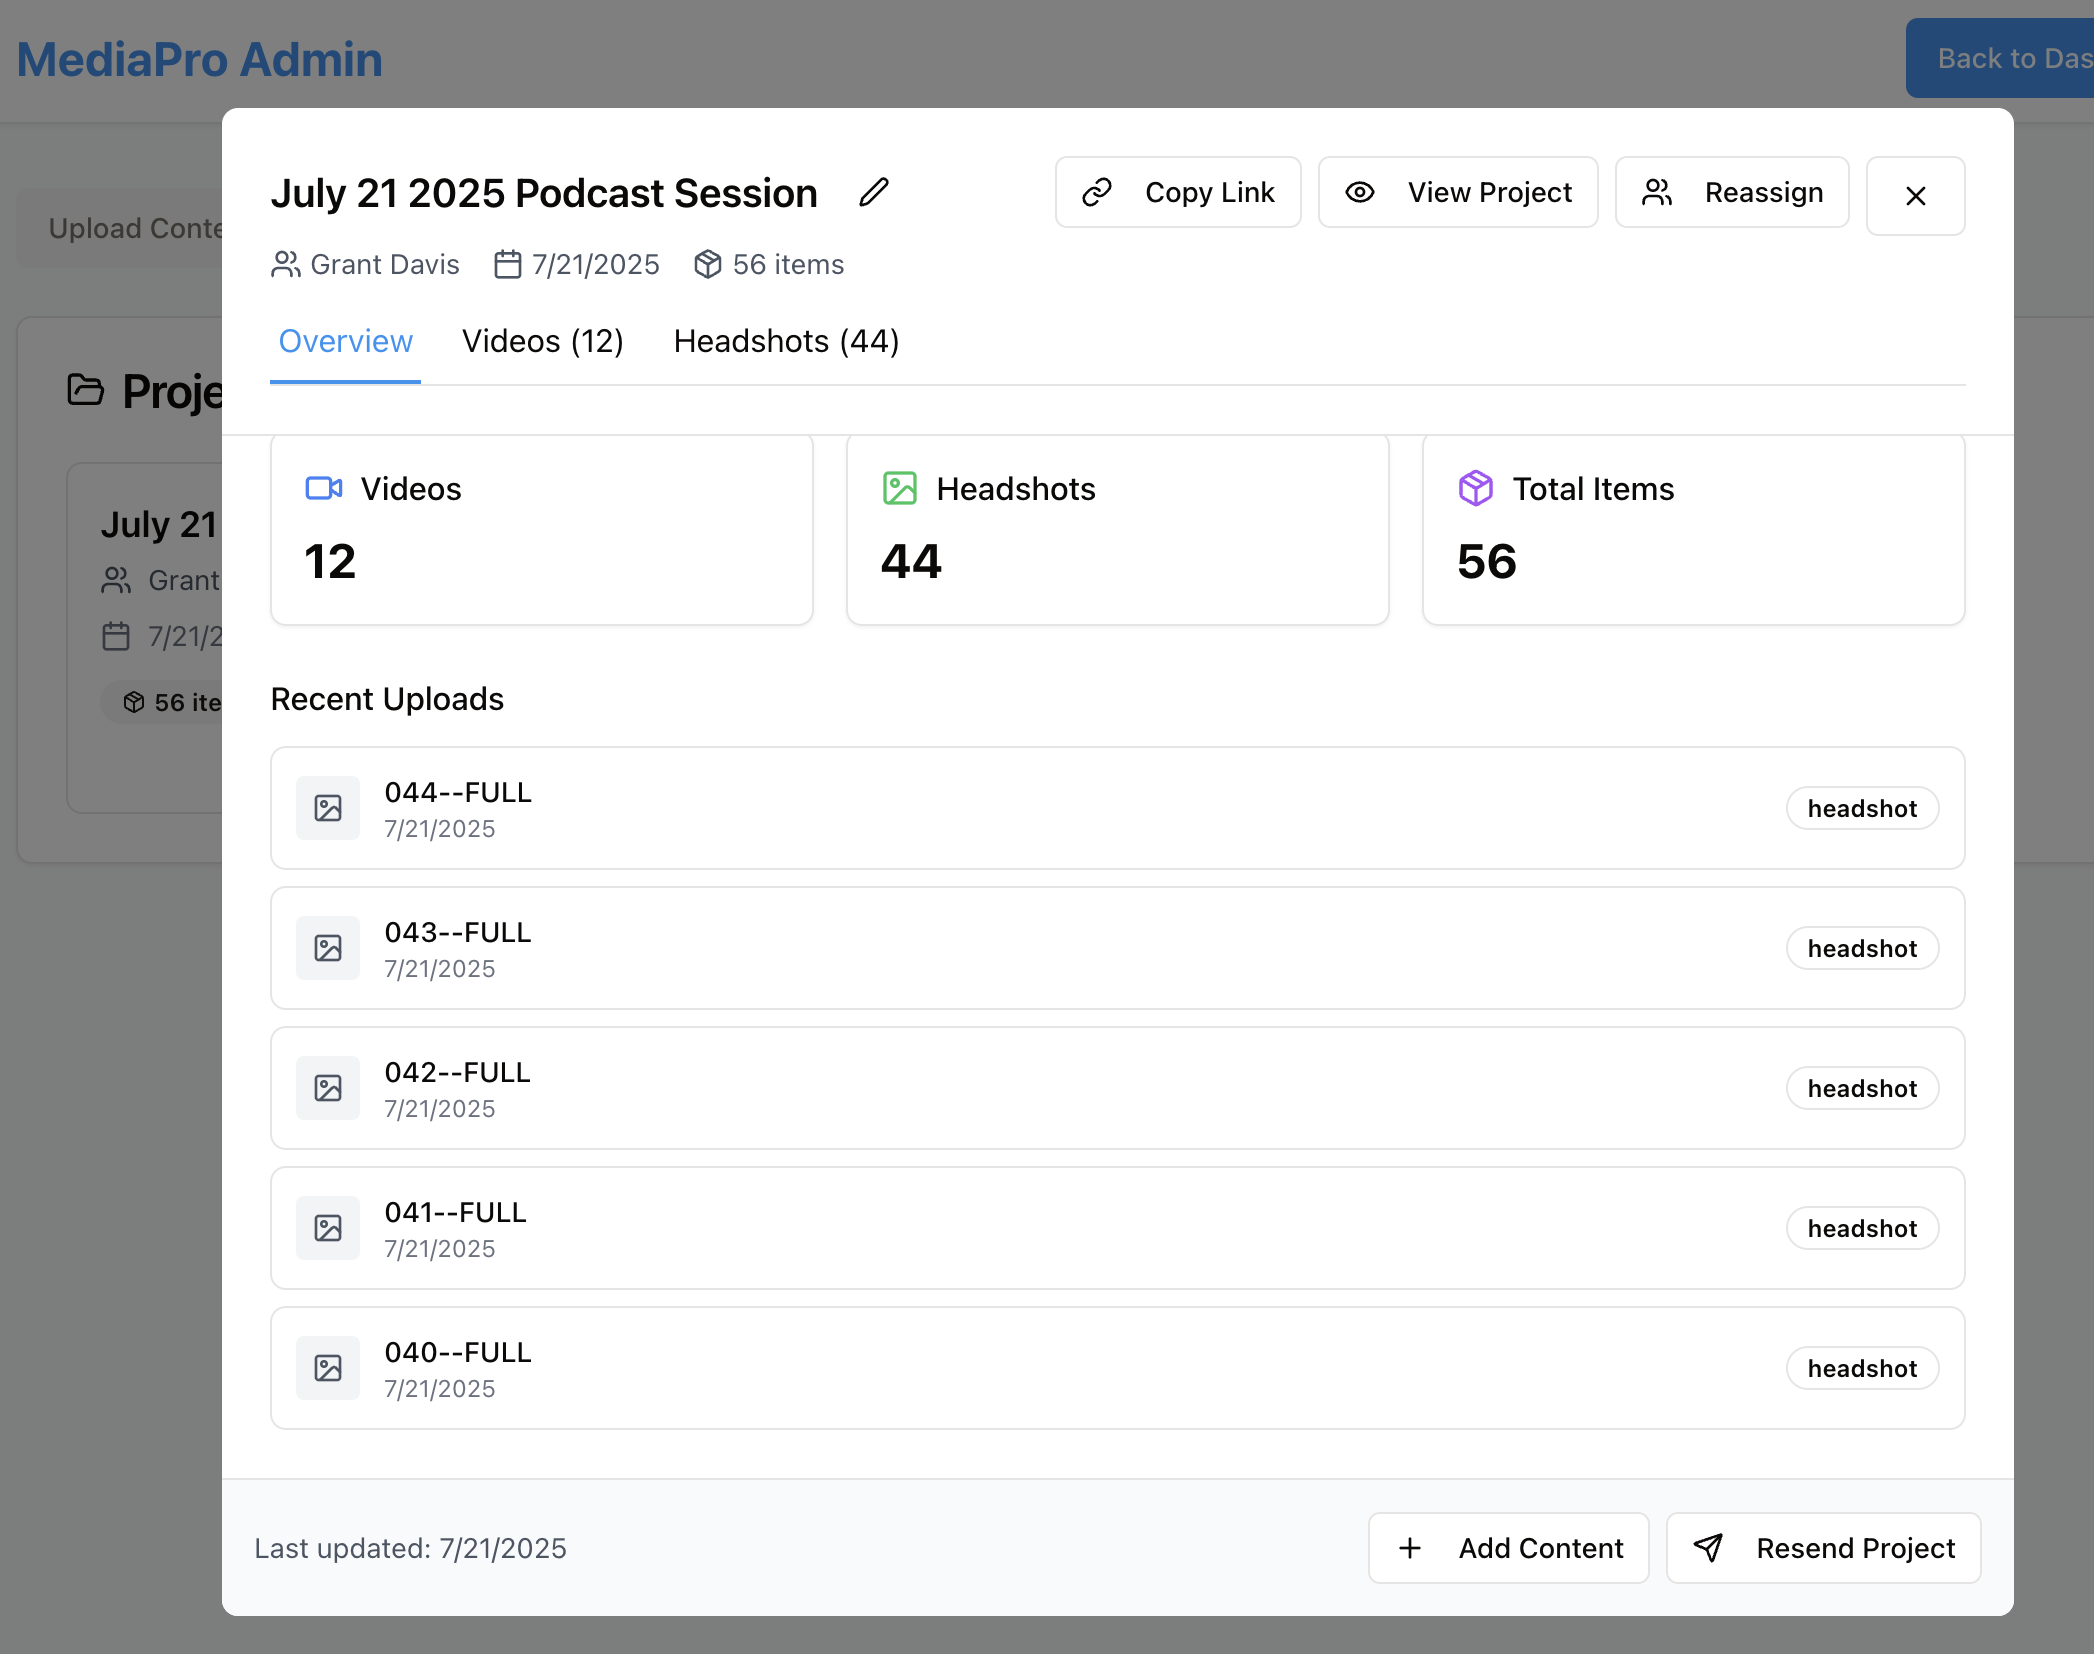 MediaPro Admin
Back to Das
July 21 2025 Podcast Session
Copy Link
View Project
Reassign
Upload Conte
Grant Davis 7/21/2025 56 items
Overview Videos (12) Headshots (44)
Proje
Videos
12
Headshots
44
Total Items
56
July 21
Grant
7/21/2
56 ite
Recent Uploads
044--FULL
7/21/2025
headshot
043--FULL
7/21/2025
headshot
042--FULL
7/21/2025
headshot
041--FULL
7/21/2025
headshot
040--FULL
7/21/2025
headshot
Last updated: 7/21/2025
Add Content
Resend Project